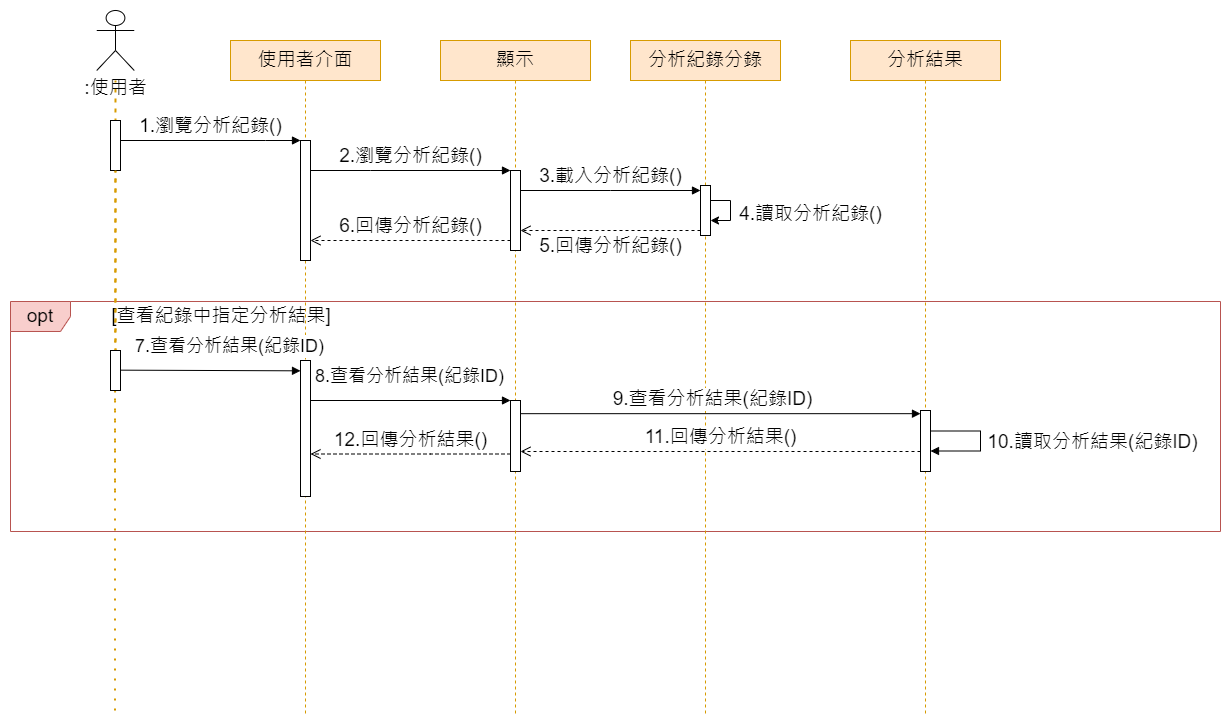 :使用者
使用者介面
顯示
分析紀錄分錄
分析結果
1.瀏覽分析紀錄()
2.瀏覽分析紀錄()
3.載入分析紀錄()
4.讀取分析紀錄()
5.回傳分析紀錄()
6.回傳分析紀錄()
opt
[查看紀錄中指定分析結果]
7.查看分析結果(紀錄ID)
8.查看分析結果(紀錄ID)
9.查看分析結果(紀錄ID)
10.讀取分析結果(紀錄ID)
11.回傳分析結果()
12.回傳分析結果()